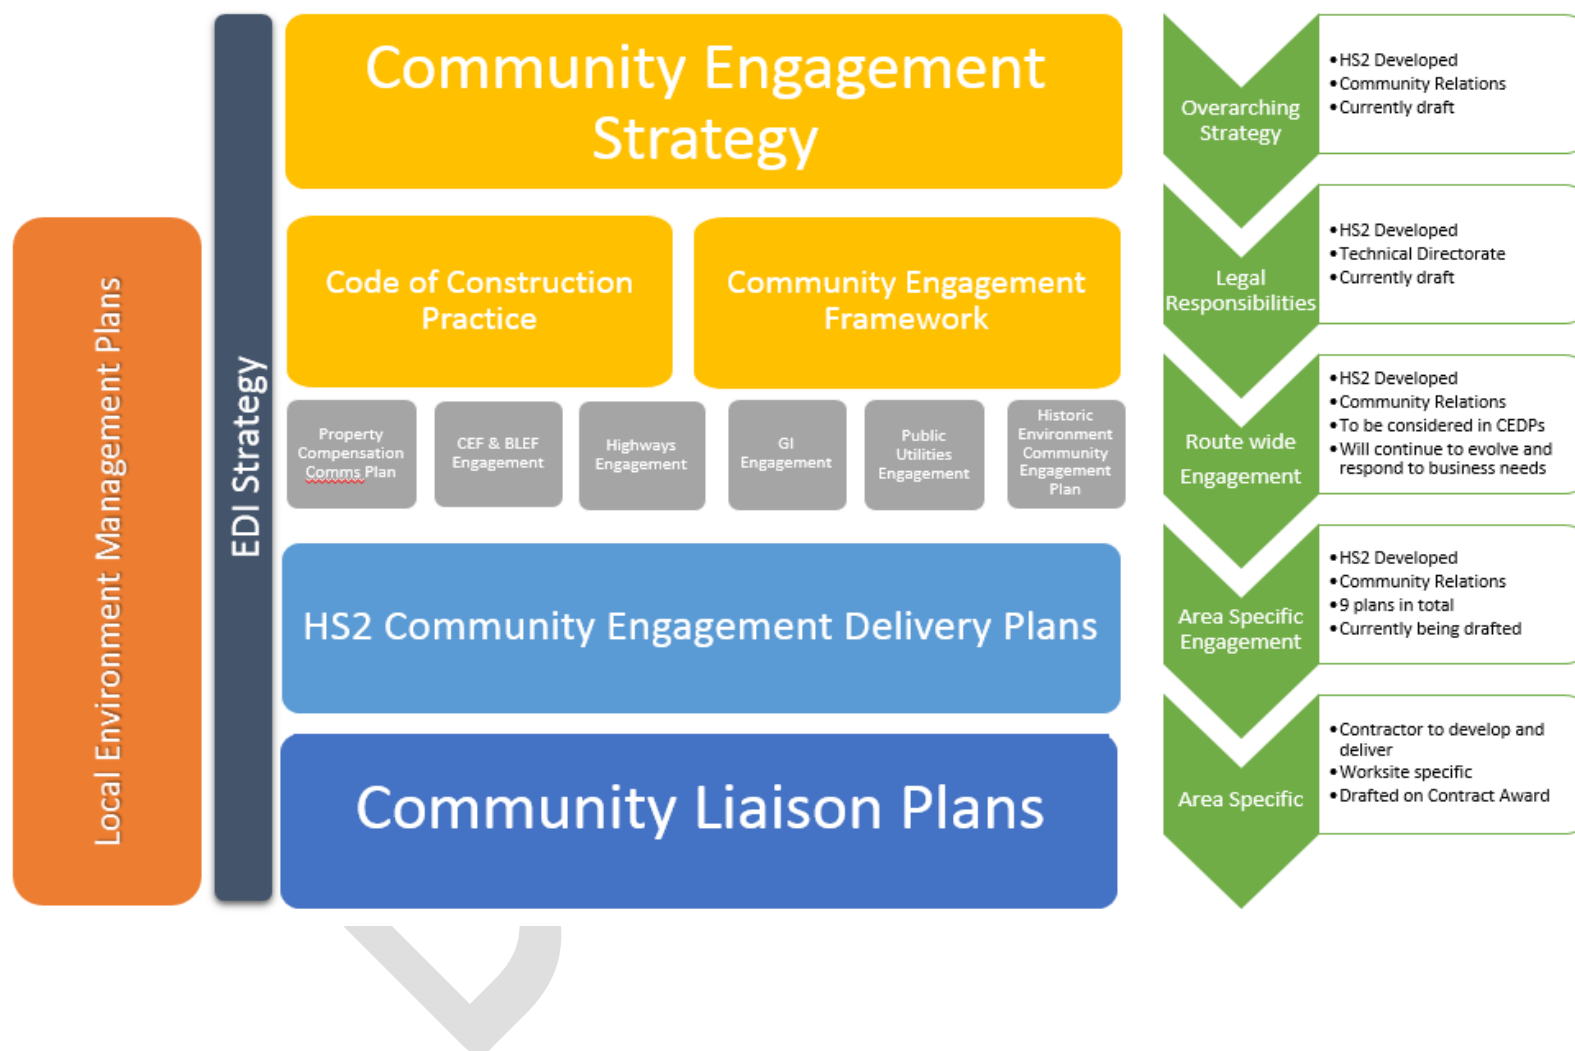 Community Engagement
Strategy
Code of Construction
Practice
Community Engagement
Framework
Property
Compensation
Comms Plan
CEF & BLEF
Engagement
Highways
Engagement
GI
Engagement
Public
Utilities
Engagement
Historic
Environment
Community
Engagement
Plan
HS2 Community Engagement Delivery Plans
Community Liaison Plans
Local Environment Management Plans
EDI Strategy
Overarching
Strategy
•HS2 Developed
•Community Relations
•Currently draft
Legal
Responsibilities
•HS2 Developed
•Technical Directorate
•Currently draft
Route wide
Engagement
•HS2 Developed
•Community Relations
•To be considered in CEDPs
•Will continue to evolve and
respond to business needs
Area Specific
Engagement
•HS2 Developed
•Community Relations
•9 plans in total
•Currently being drafted
Area Specific
•Contractor to develop and
deliver
•Worksite specific
•Drafted on Contract Award